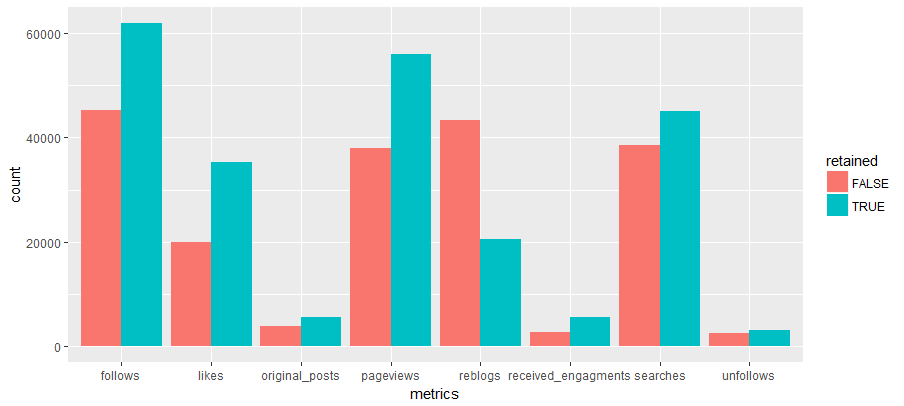 60000
40000
20000
0
count
follows likes original_posts pageviews reblogs received_engagments searches unfollows
metrics
retained
FALSE
TRUE